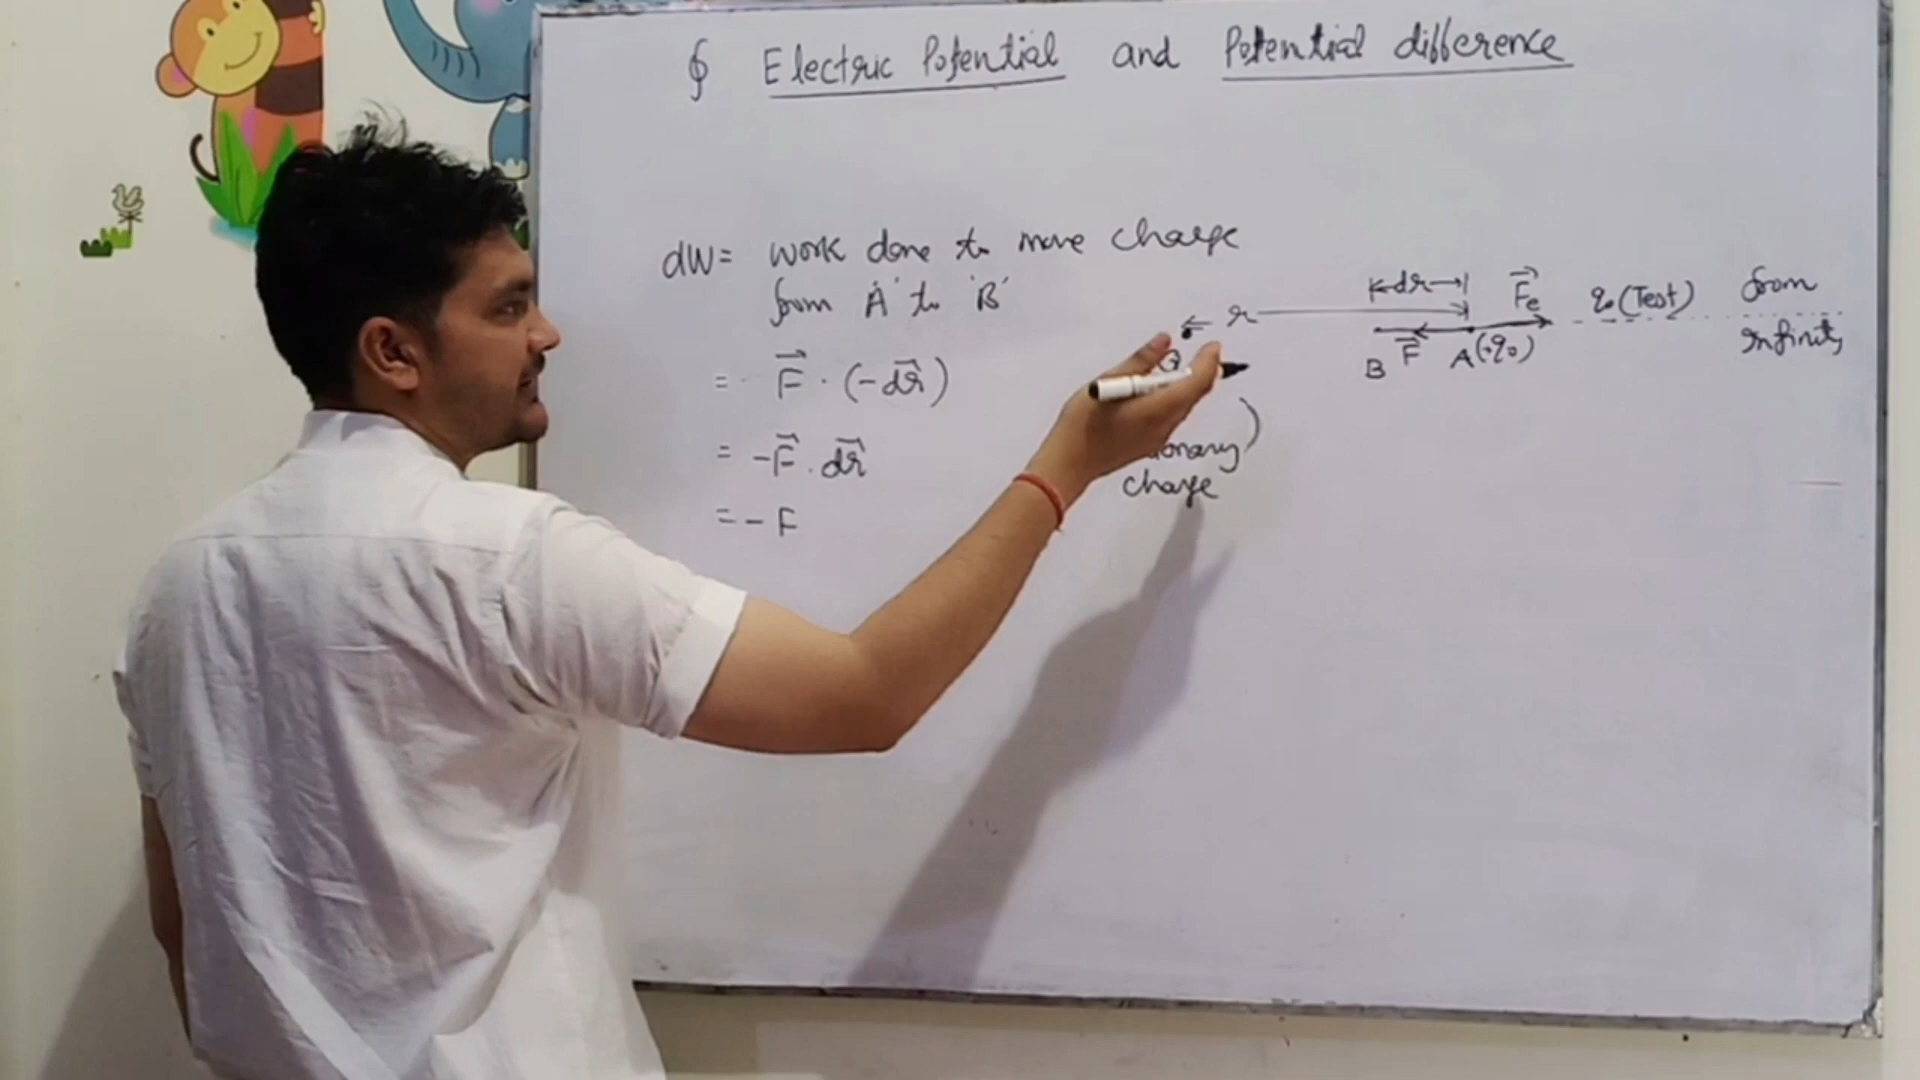 ∮ Electric Potential and Potential difference
dW = work done to move charge
from 'A' to 'B'
= F⃗ · (-dr⃗)
= -F⃗ · dr⃗
= - F
r
dr
F⃗e
q₀ (Test)
from
infinity
B
F⃗
A(+q₀)
Q
onary)
charge